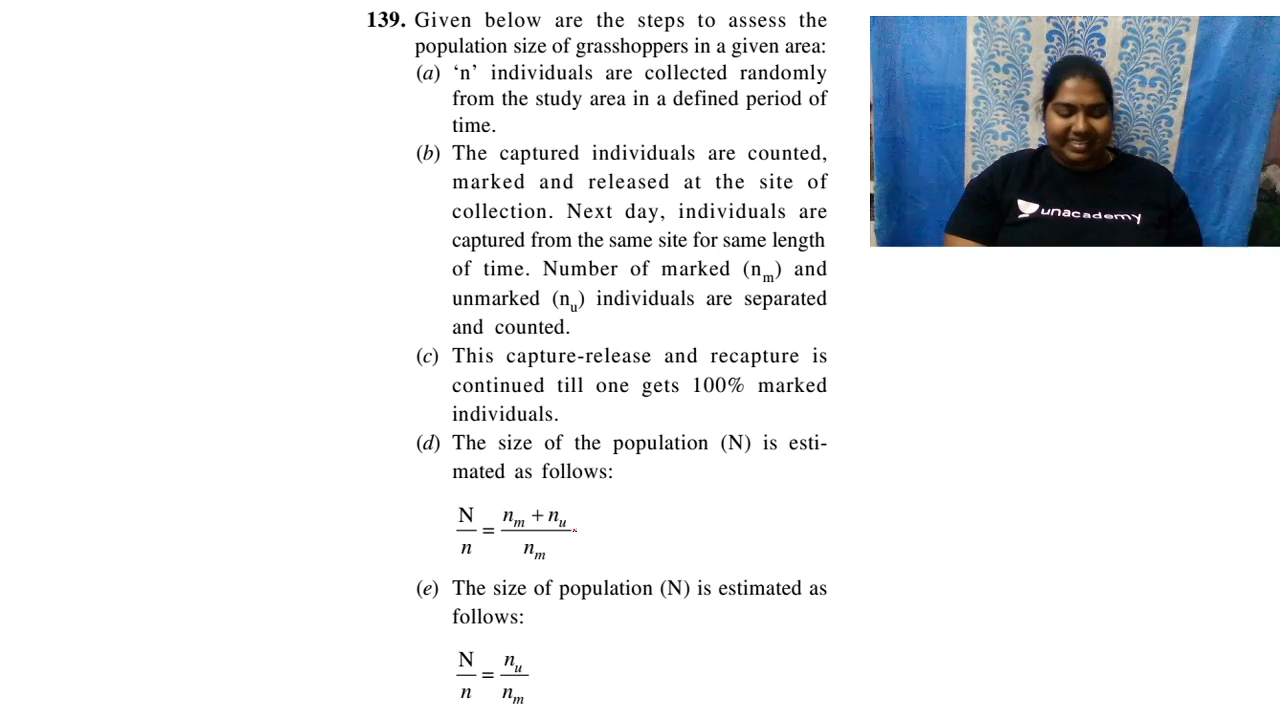 139. Given below are the steps to assess the
population size of grasshoppers in a given area:
(a) ‘n’ individuals are collected randomly
from the study area in a defined period of
time.
(b) The captured individuals are counted,
marked and released at the site of
collection. Next day, individuals are
captured from the same site for same length
of time. Number of marked (nₘ) and
unmarked (nᵤ) individuals are separated
and counted.
(c) This capture-release and recapture is
continued till one gets 100% marked
individuals.
(d) The size of the population (N) is esti-
mated as follows:
N/n = (nₘ + nᵤ)/nₘ
(e) The size of population (N) is estimated as
follows:
N/n = nᵤ/nₘ
unacademy